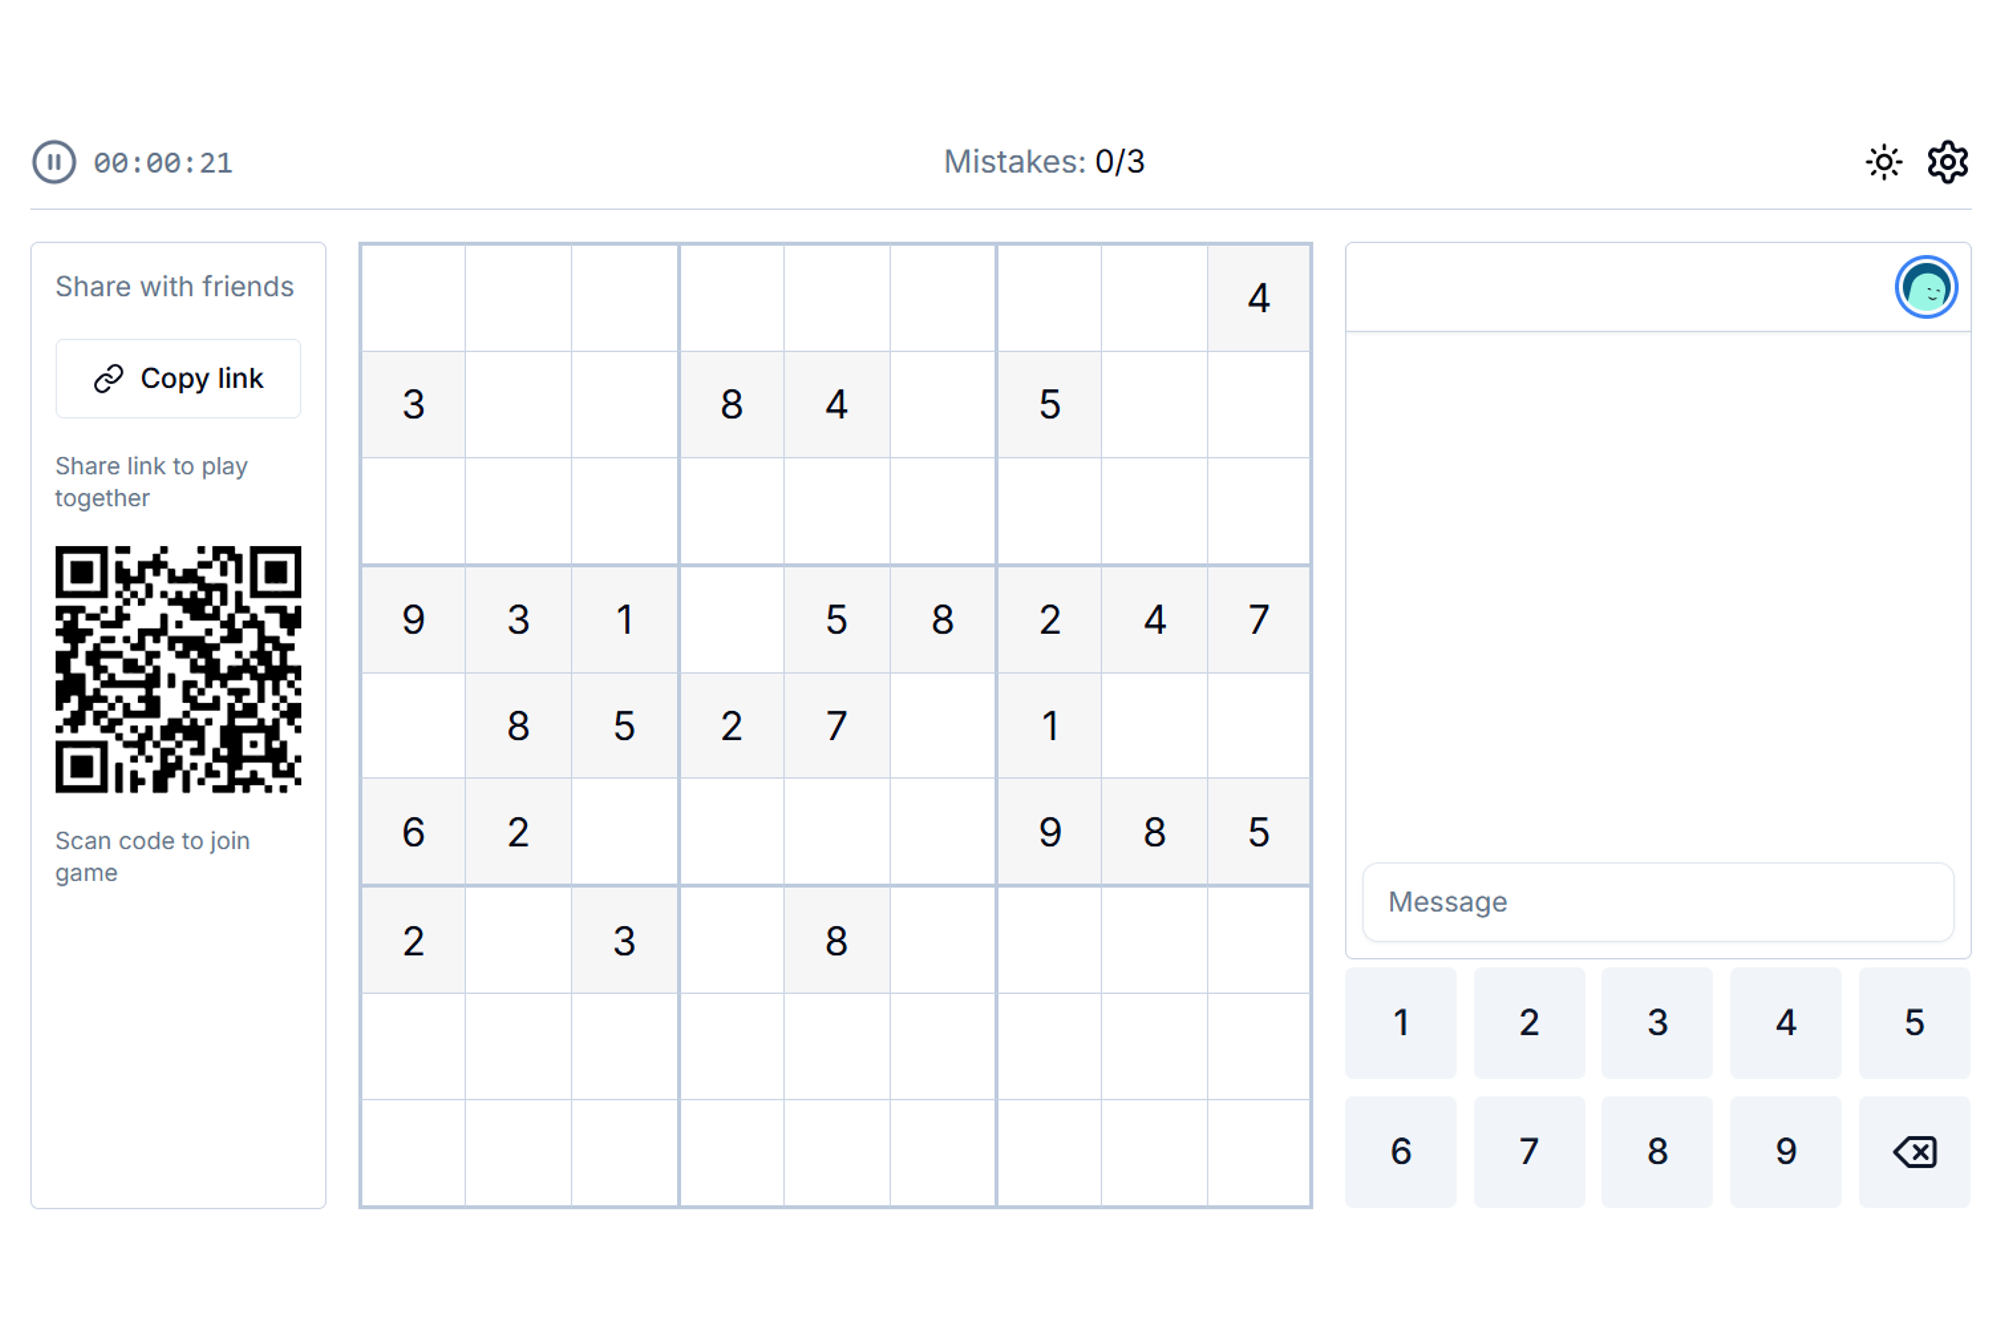 00:00:21
Mistakes: 0/3
Share with friends
Copy link
Share link to play
together
Scan code to join
game
4
3 8 4 5
9 3 1 5 8 2 4 7
8 5 2 7 1
6 2 9 8 5
2 3 8
Message
1 2 3 4 5
6 7 8 9